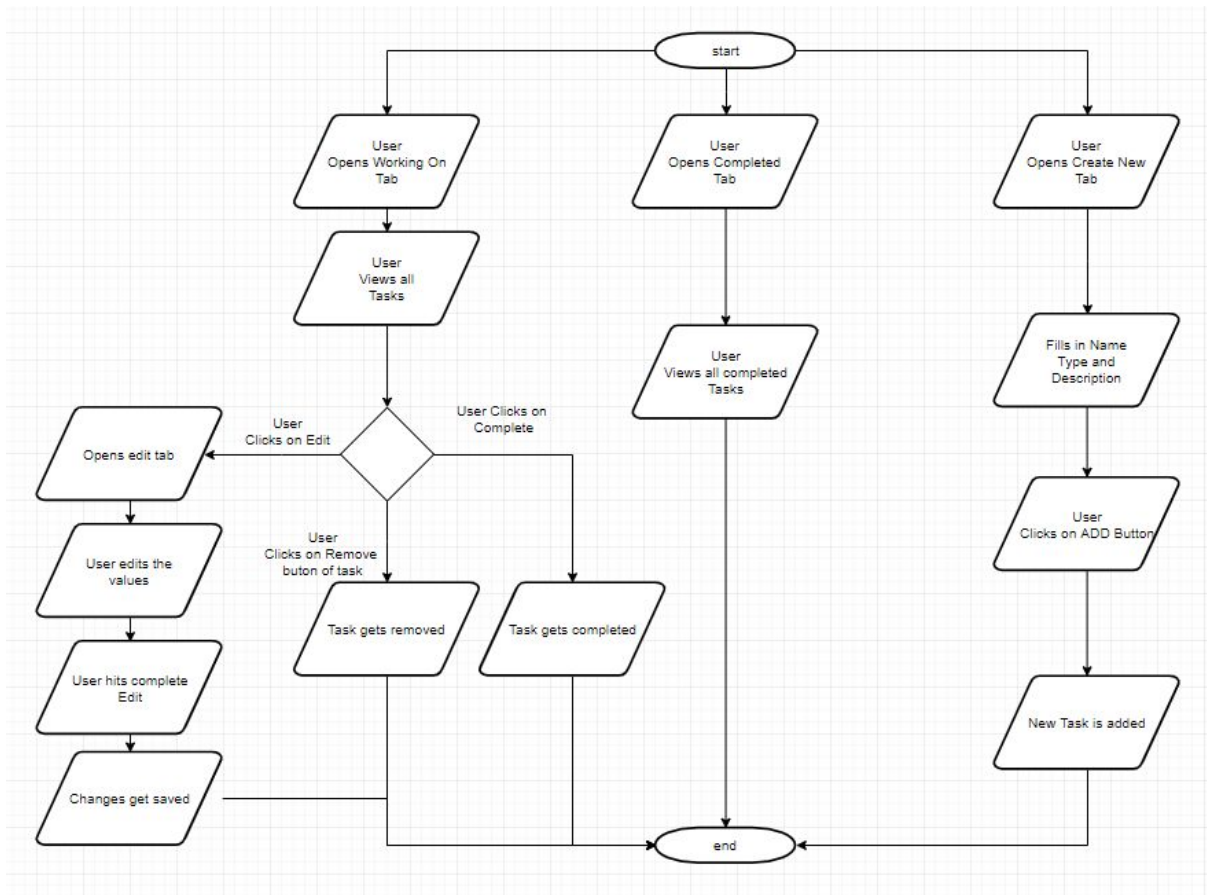 start
User
Opens Working On
Tab
User
Opens Completed
Tab
User
Opens Create New
Tab
User
Views all
Tasks
User
Views all completed
Tasks
Fills in Name
Type and
Description
User
Clicks on Edit
User Clicks on
Complete
Opens edit tab
User
Clicks on ADD Button
User
Clicks on Remove
buton of task
User edits the
values
Task gets removed
Task gets completed
User hits complete
Edit
New Task is added
Changes get saved
end